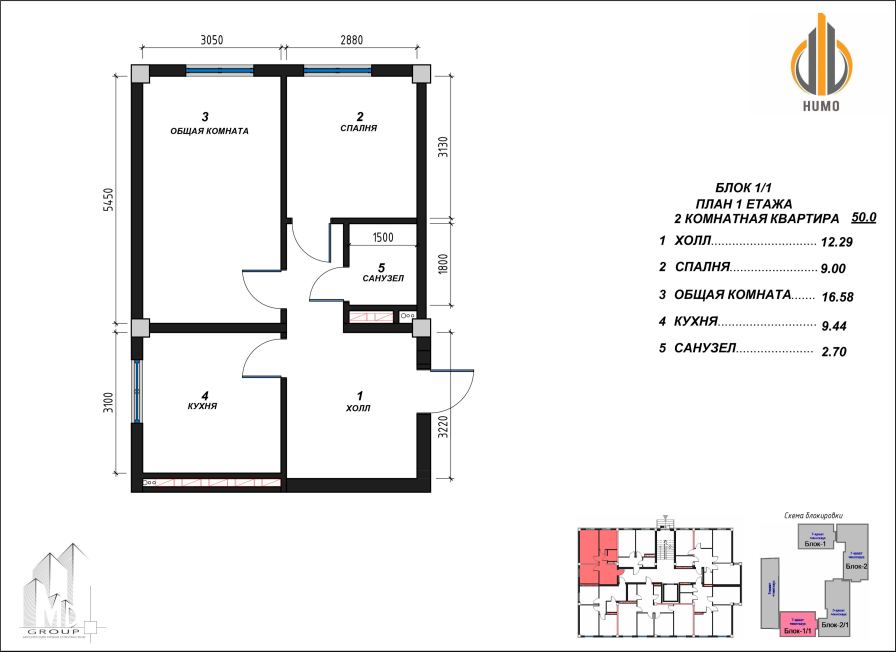 3050
2880
HUMO
3
ОБЩАЯ КОМНАТА
2
СПАЛНЯ
3130
5450
1500
5
САНУЗЕЛ
1800
БЛОК 1/1
ПЛАН 1 ЕТАЖА
2 КОМНАТНАЯ КВАРТИРА 50.0
1 ХОЛЛ 12.29
2 СПАЛНЯ 9.00
3 ОБЩАЯ КОМНАТА 16.58
4 КУХНЯ 9.44
5 САНУЗЕЛ 2.70
3100
4
КУХНЯ
1
ХОЛЛ
3220
Схема блокировки
Блок-1
Блок-2
Блок-1/1
Блок-2/1
M
GROUP